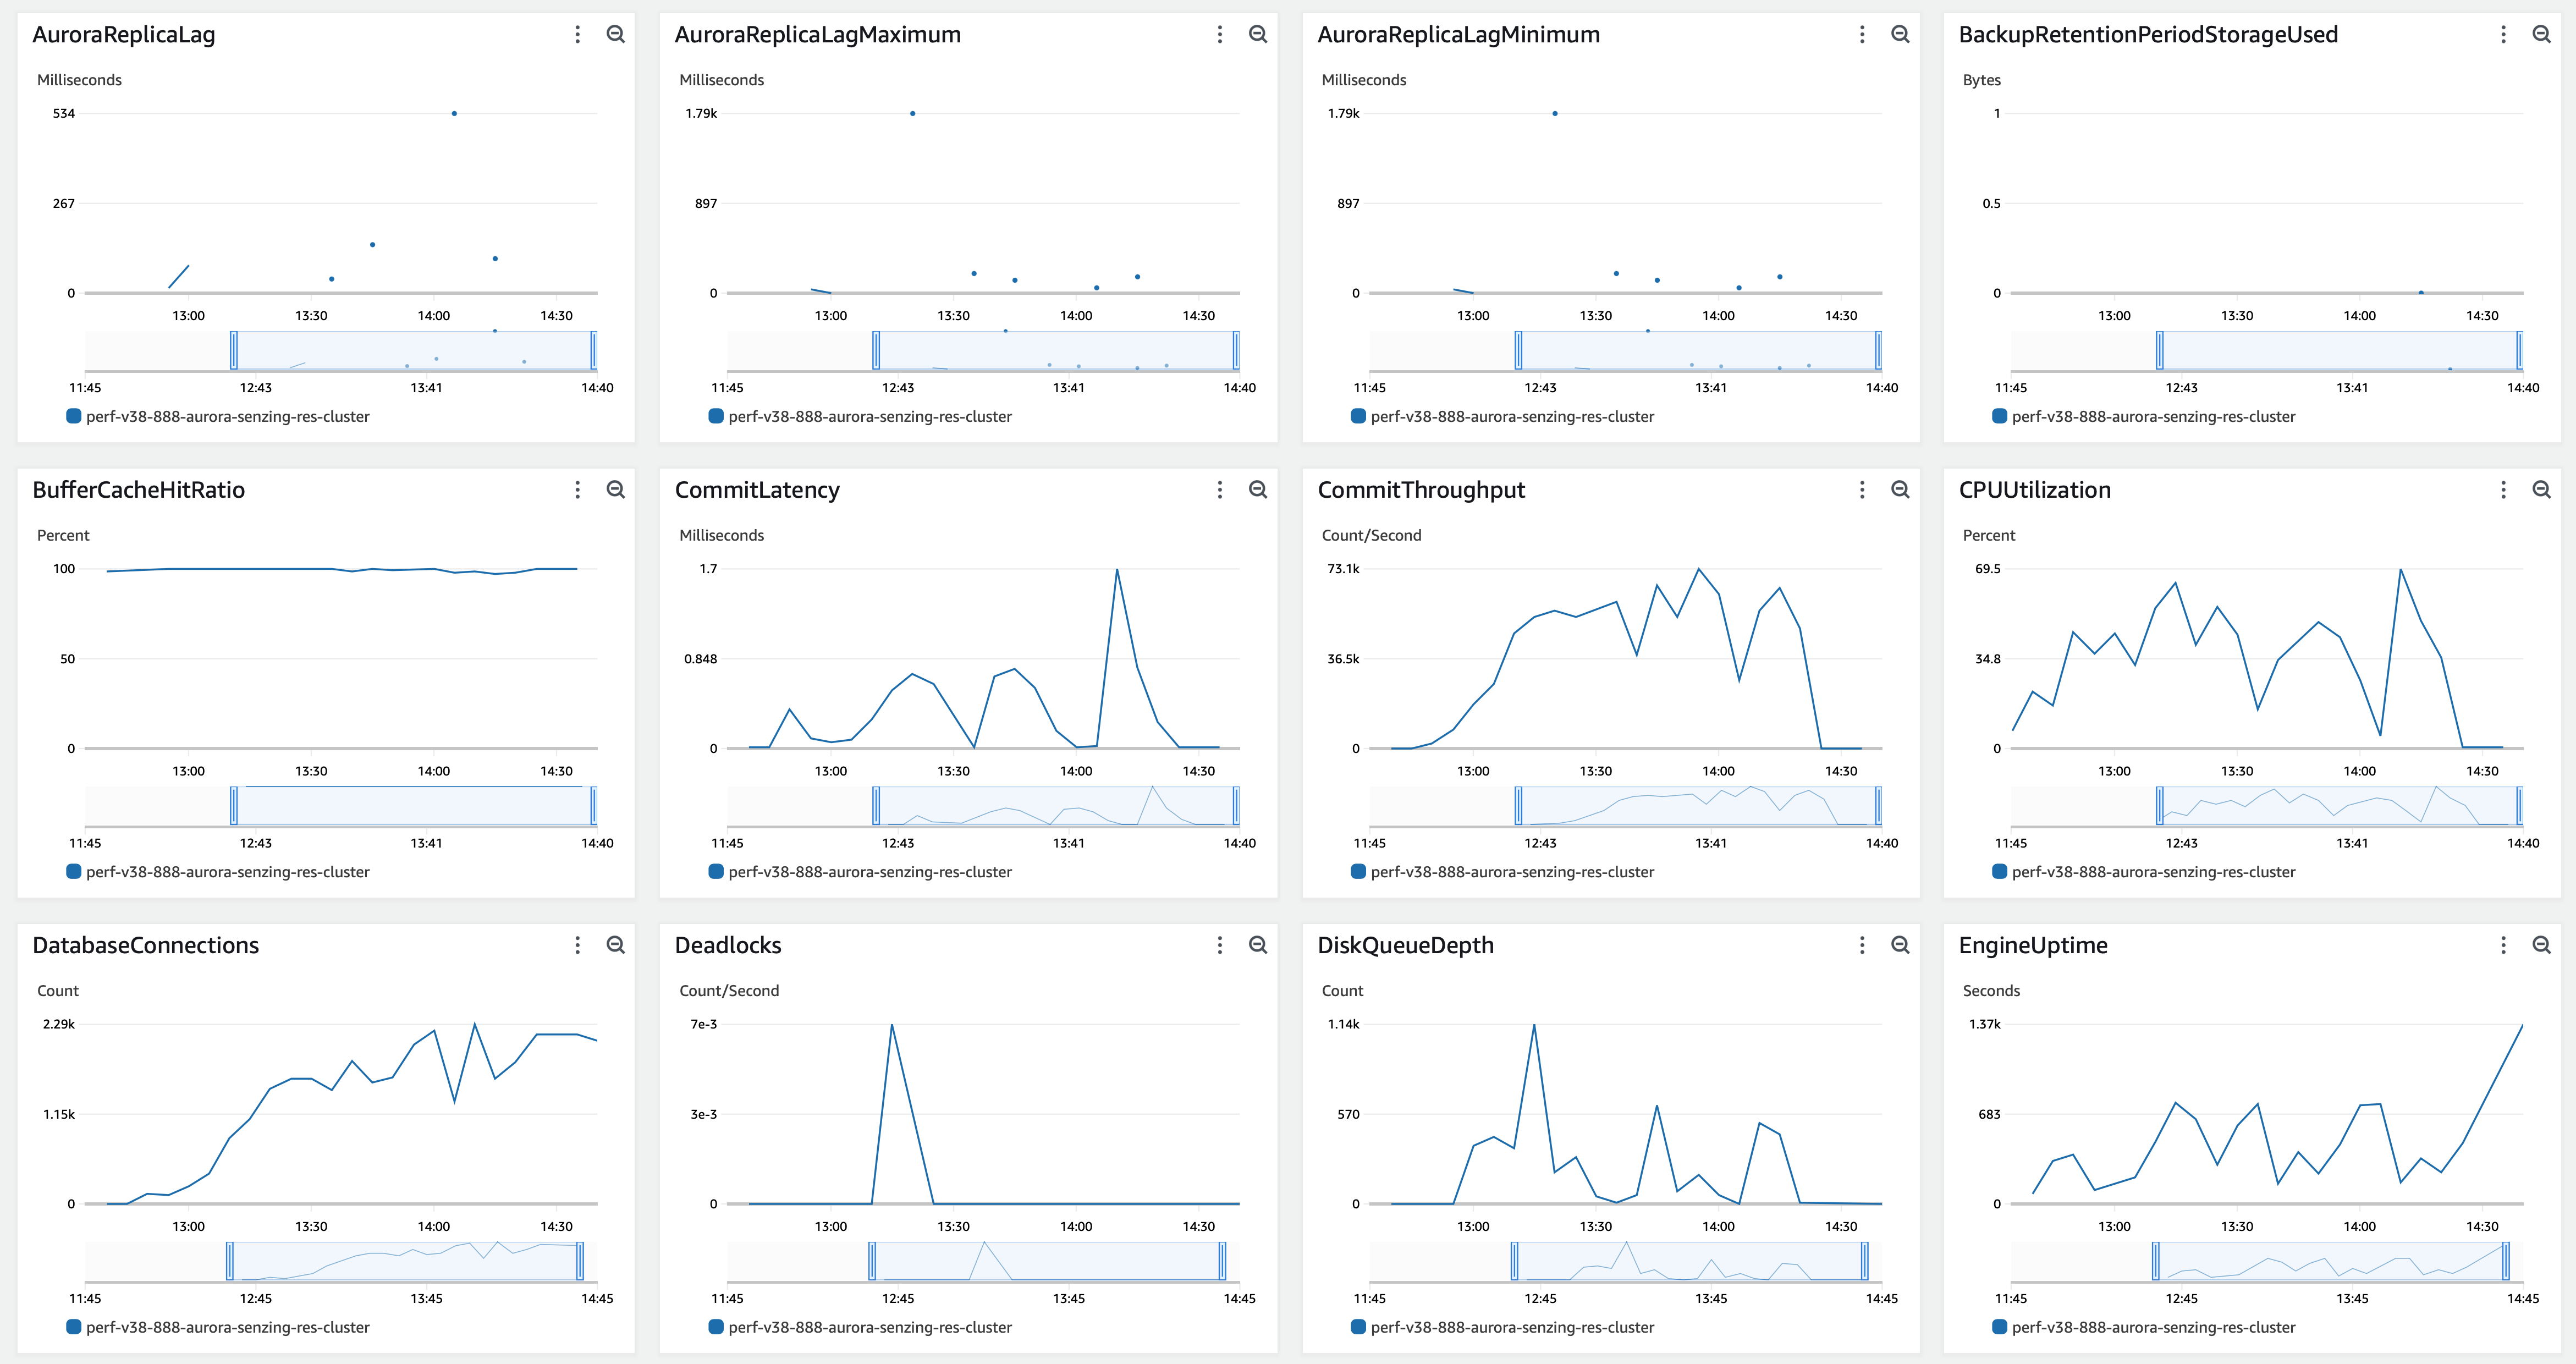 AuroraReplicaLag
Milliseconds
534
267
0
13:00 13:30 14:00 14:30
11:45 12:43 13:41 14:40
perf-v38-888-aurora-senzing-res-cluster
AuroraReplicaLagMaximum
Milliseconds
1.79k
897
0
13:00 13:30 14:00 14:30
11:45 12:43 13:41 14:40
perf-v38-888-aurora-senzing-res-cluster
AuroraReplicaLagMinimum
Milliseconds
1.79k
897
0
13:00 13:30 14:00 14:30
11:45 12:43 13:41 14:40
perf-v38-888-aurora-senzing-res-cluster
BackupRetentionPeriodStorageUsed
Bytes
1
0.5
0
13:00 13:30 14:00 14:30
11:45 12:43 13:41 14:40
perf-v38-888-aurora-senzing-res-cluster
BufferCacheHitRatio
Percent
100
50
0
13:00 13:30 14:00 14:30
11:45 12:43 13:41 14:40
perf-v38-888-aurora-senzing-res-cluster
CommitLatency
Milliseconds
1.7
0.848
0
13:00 13:30 14:00 14:30
11:45 12:43 13:41 14:40
perf-v38-888-aurora-senzing-res-cluster
CommitThroughput
Count/Second
73.1k
36.5k
0
13:00 13:30 14:00 14:30
11:45 12:43 13:41 14:40
perf-v38-888-aurora-senzing-res-cluster
CPUUtilization
Percent
69.5
34.8
0
13:00 13:30 14:00 14:30
11:45 12:43 13:41 14:40
perf-v38-888-aurora-senzing-res-cluster
DatabaseConnections
Count
2.29k
1.15k
0
13:00 13:30 14:00 14:30
11:45 12:45 13:45 14:45
perf-v38-888-aurora-senzing-res-cluster
Deadlocks
Count/Second
7e-3
3e-3
0
13:00 13:30 14:00 14:30
11:45 12:45 13:45 14:45
perf-v38-888-aurora-senzing-res-cluster
DiskQueueDepth
Count
1.14k
570
0
13:00 13:30 14:00 14:30
11:45 12:45 13:45 14:45
perf-v38-888-aurora-senzing-res-cluster
EngineUptime
Seconds
1.37k
683
0
13:00 13:30 14:00 14:30
11:45 12:45 13:45 14:45
perf-v38-888-aurora-senzing-res-cluster